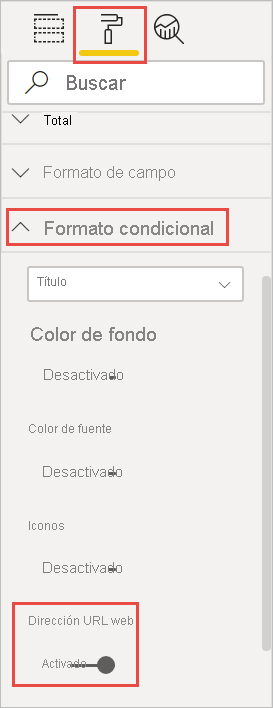 Buscar
Total
Formato de campo
Formato condicional
Título
Color de fondo
Desactivado
Color de fuente
Desactivado
Iconos
Desactivado
Dirección URL web
Activado